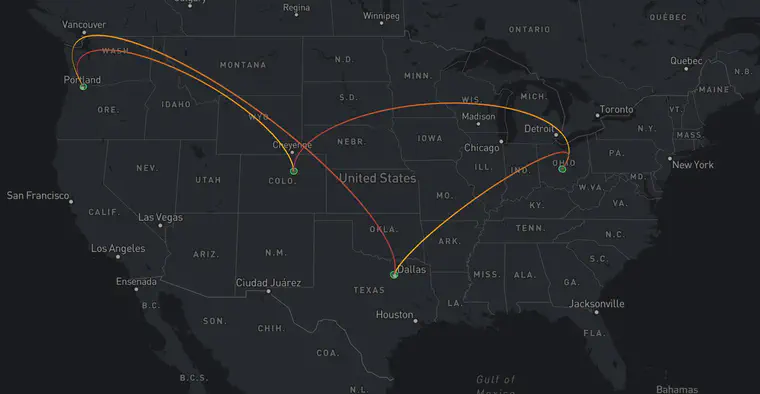 Regina
Winnipeg
ONTARIO
QUÉBEC
Vancouver
WASH.
MONTANA
N.D.
MINN.
Quebec
N.B.
MAINE
Portland
ORE.
IDAHO
WYO.
S.D.
WIS.
MICH.
Toronto
VT.
Madison
Detroit
N.Y.
MASS.
Cheyenne
NEBR.
IOWA
Chicago
NEV.
UTAH
COLO.
United States
ILL.
IND.
OHIO
PA.
New York
San Francisco
CALIF.
MO.
KY.
W.VA.
MD.
VA.
Las Vegas
OKLA.
ARK.
TENN.
N.C.
Los Angeles
ARIZ.
N.M.
Dallas
MISS.
ALA.
S.C.
GA.
Ensenada
Ciudad Juárez
TEXAS
LA.
Jacksonville
B.C.
SON.
CHIH.
Houston
FLA.
COA.
B.C.S.
N.L.
Gulf of
Bahamas